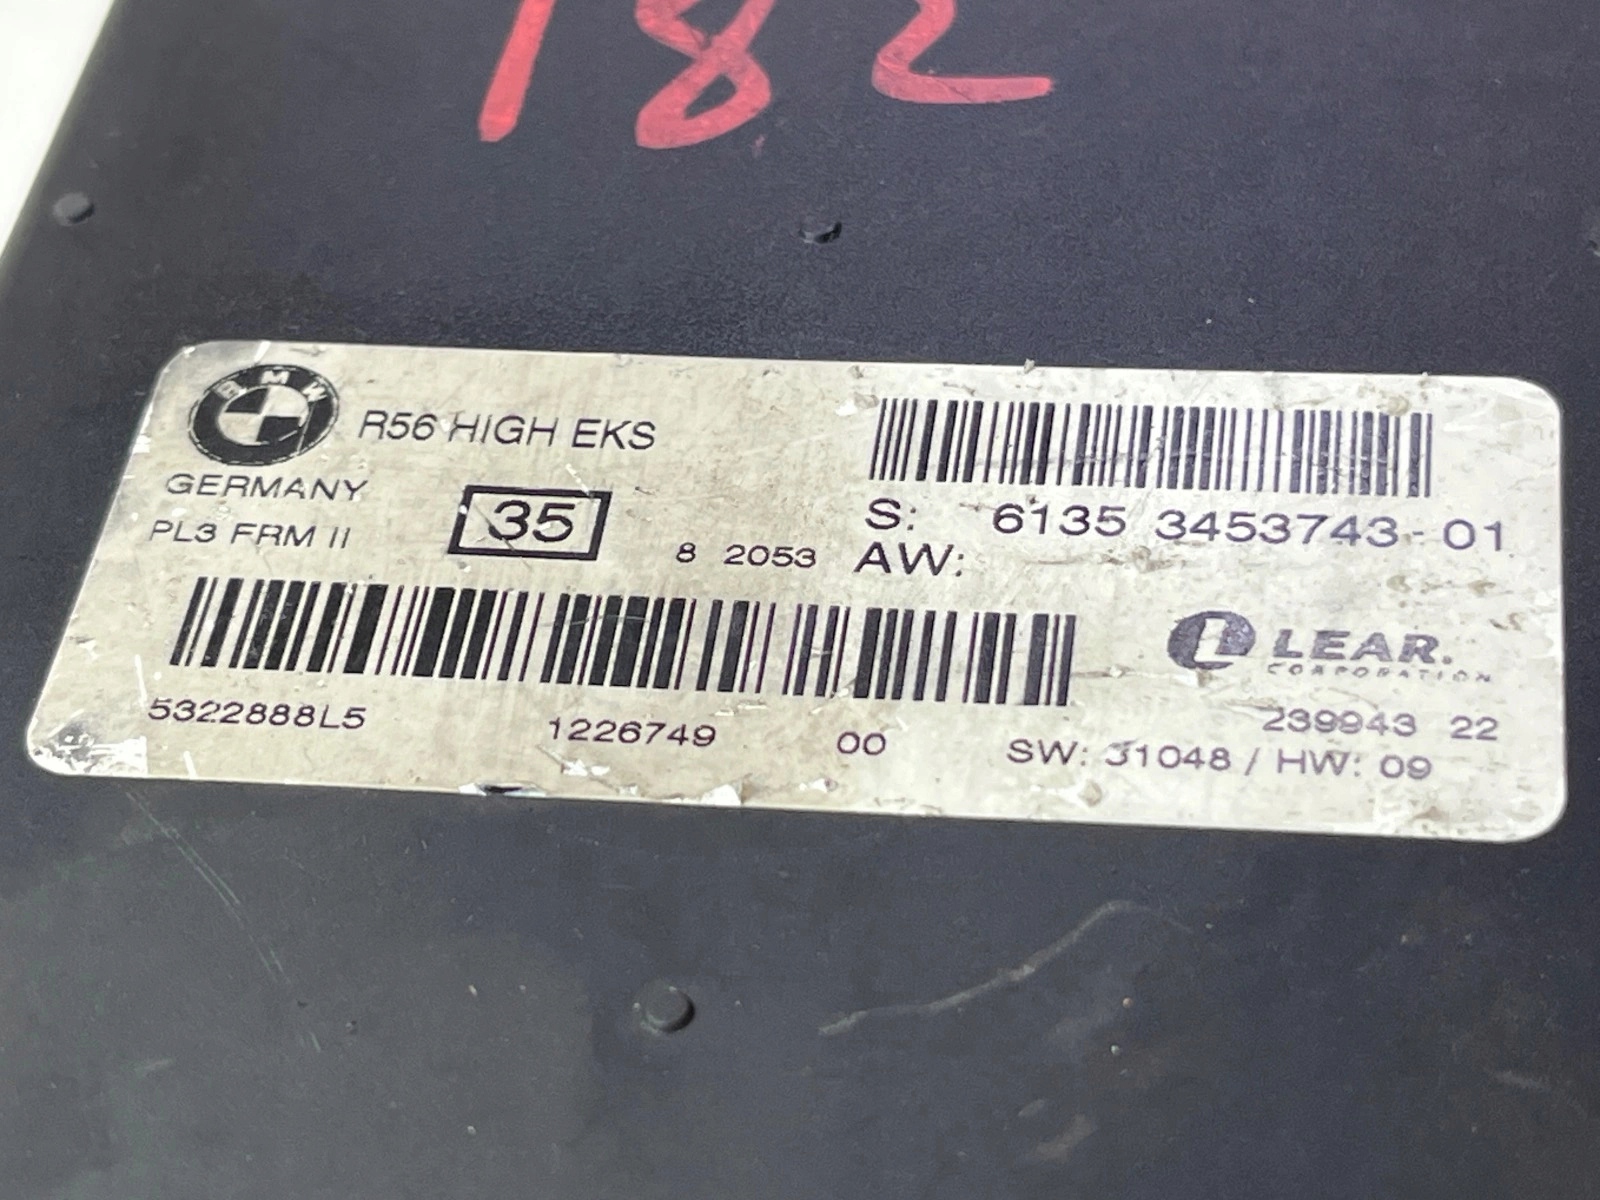 182
BMW
R56 HIGH EKS
GERMANY
PL3 FRM II
35
8 2053
S: 6135 3453743-01
AW:
LEAR.
CORPORATION
5322888L5 1226749 00
239943 22
SW: 31048 / HW: 09